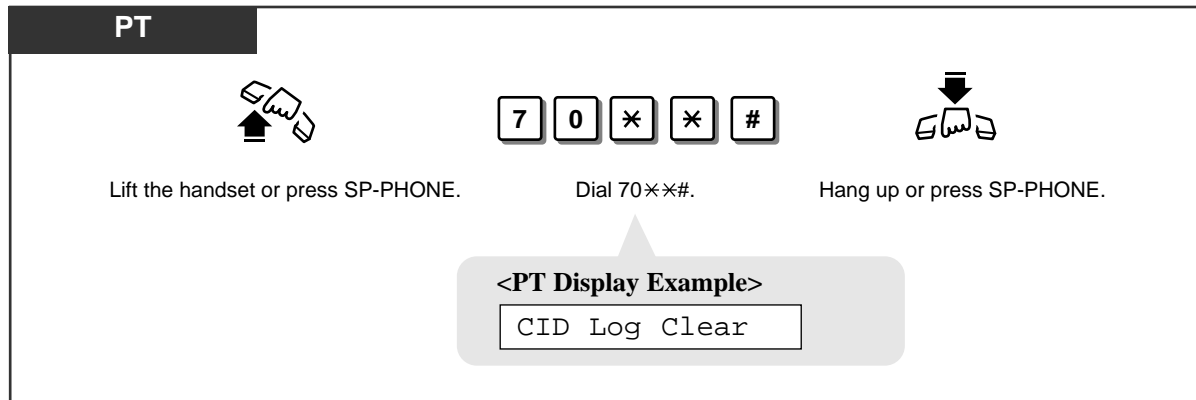 PT
7 0 ✳ ✳ #
Lift the handset or press SP-PHONE. Dial 70✳✳#. Hang up or press SP-PHONE.
<PT Display Example>
CID Log Clear